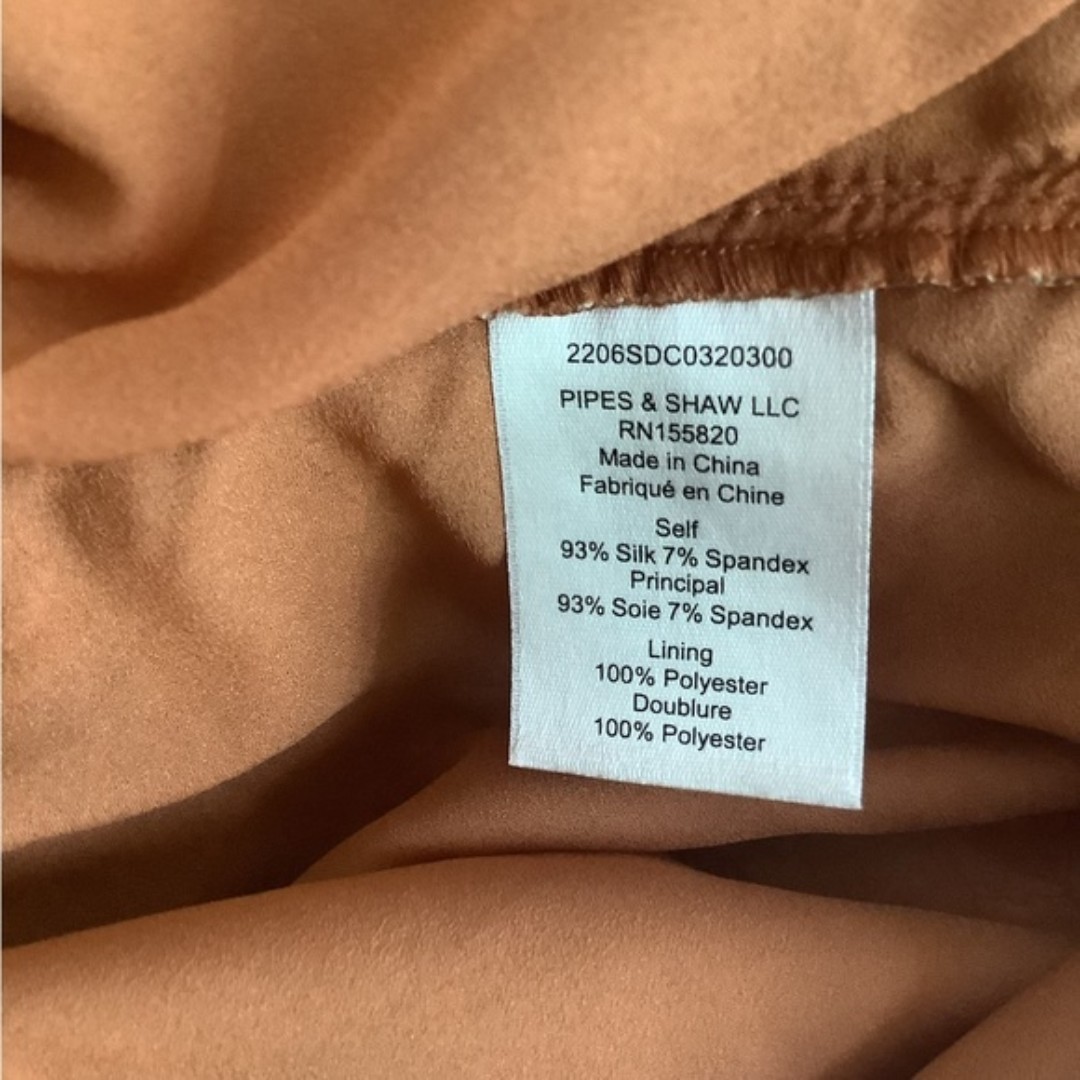 2206SDC0320300
PIPES & SHAW LLC
RN155820
Made in China
Fabriqué en Chine
Self
93% Silk 7% Spandex
Principal
93% Soie 7% Spandex
Lining
100% Polyester
Doublure
100% Polyester